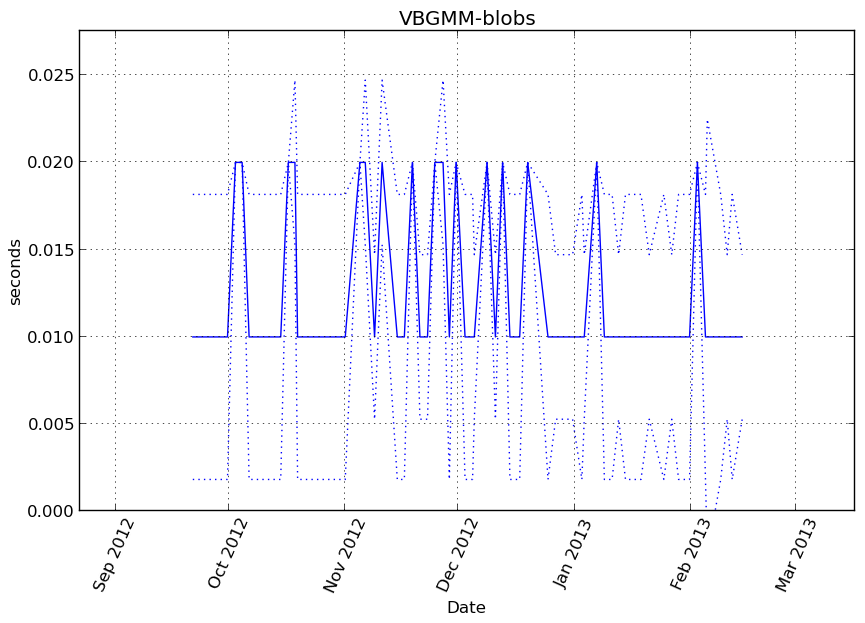 VBGMM-blobs
0.025
0.020
0.015
0.010
0.005
0.000
seconds
Sep 2012
Oct 2012
Nov 2012
Dec 2012
Jan 2013
Feb 2013
Mar 2013
Date